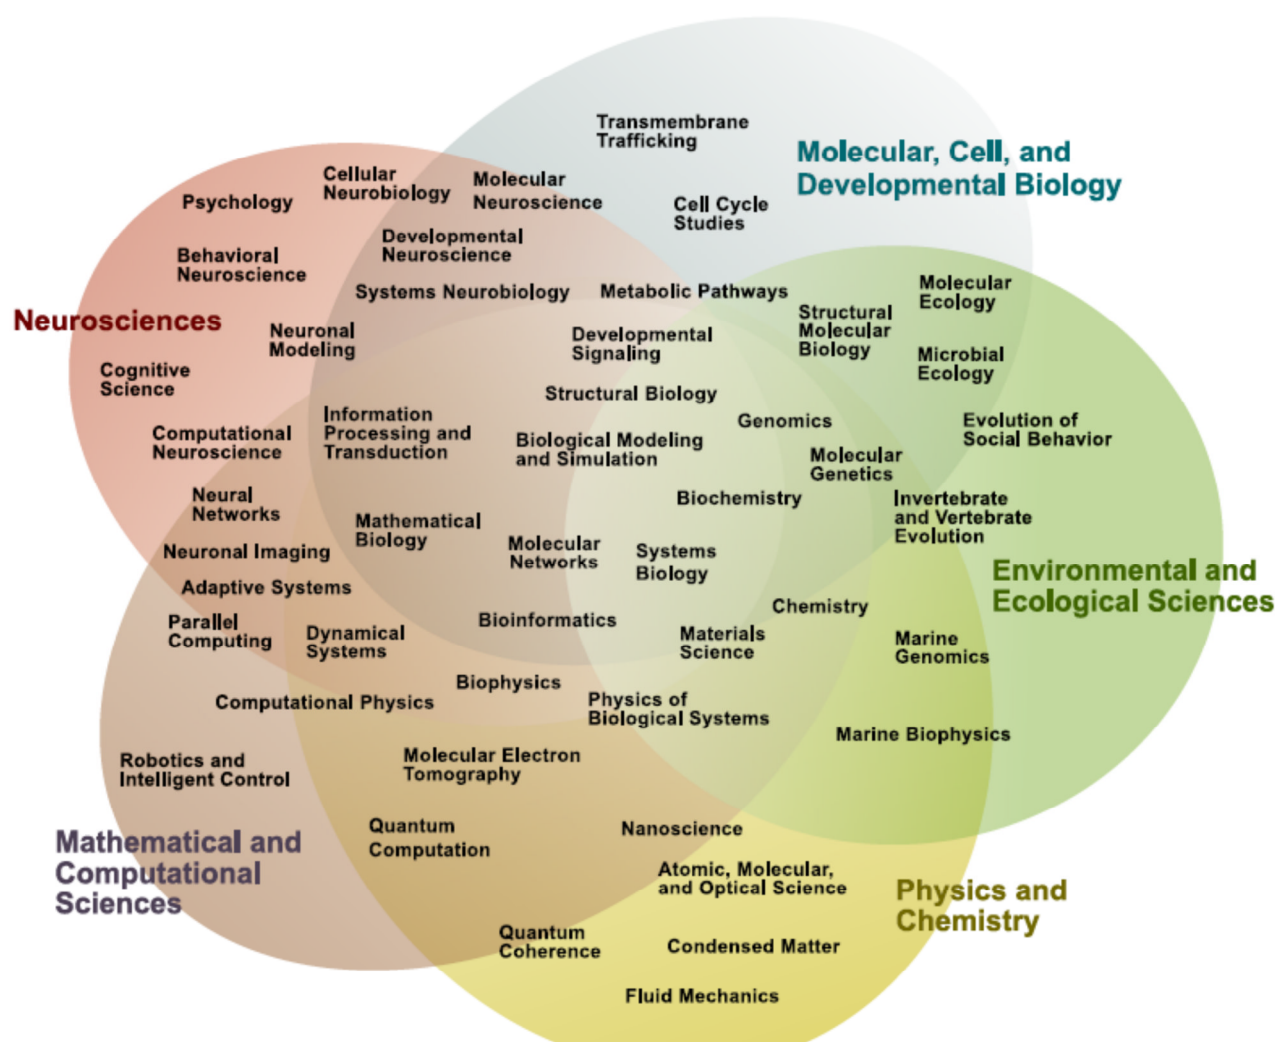 Transmembrane
Trafficking
Molecular, Cell, and
Developmental Biology
Cellular
Neurobiology
Molecular
Neuroscience
Psychology
Cell Cycle
Studies
Developmental
Neuroscience
Behavioral
Neuroscience
Systems Neurobiology
Metabolic Pathways
Molecular
Ecology
Structural
Molecular
Biology
Neurosciences
Neuronal
Modeling
Developmental
Signaling
Microbial
Ecology
Cognitive
Science
Structural Biology
Information
Processing and
Transduction
Genomics
Evolution of
Social Behavior
Computational
Neuroscience
Biological Modeling
and Simulation
Molecular
Genetics
Neural
Networks
Biochemistry
Invertebrate
and Vertebrate
Evolution
Mathematical
Biology
Neuronal Imaging
Molecular
Networks
Systems
Biology
Environmental and
Ecological Sciences
Adaptive Systems
Chemistry
Parallel
Computing
Dynamical
Systems
Bioinformatics
Materials
Science
Marine
Genomics
Biophysics
Computational Physics
Physics of
Biological Systems
Marine Biophysics
Robotics and
Intelligent Control
Molecular Electron
Tomography
Mathematical and
Computational
Sciences
Quantum
Computation
Nanoscience
Atomic, Molecular,
and Optical Science
Physics and
Chemistry
Quantum
Coherence
Condensed Matter
Fluid Mechanics